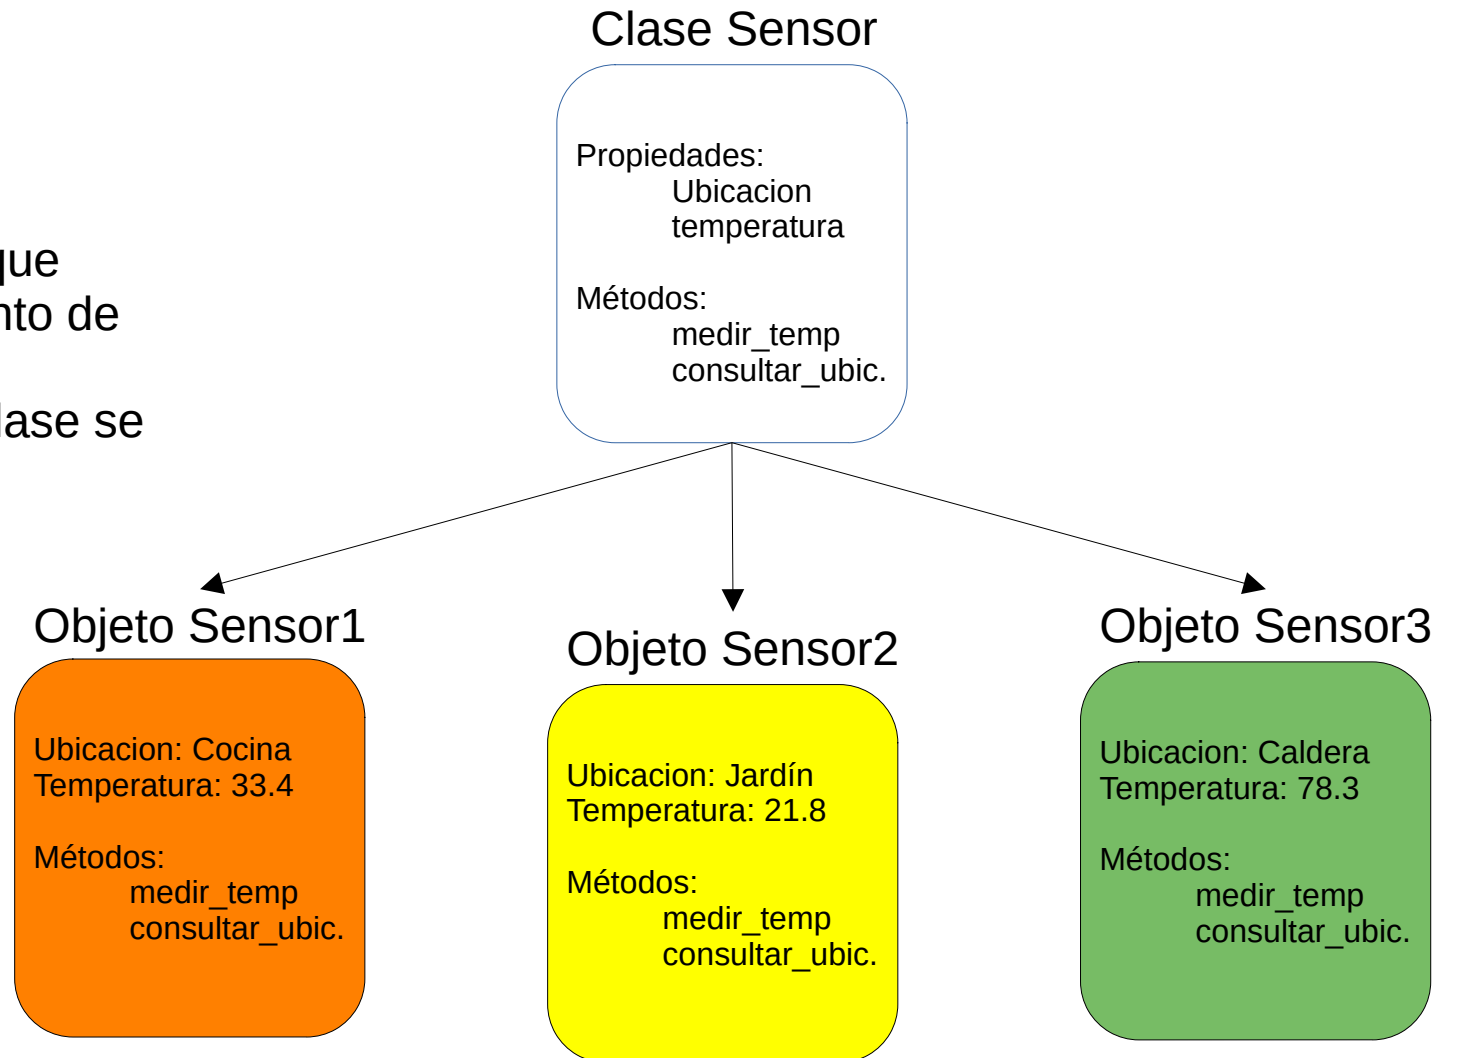 Clase Sensor
Propiedades:
Ubicacion
temperatura
Métodos:
medir_temp
consultar_ubic.
que
nto de
lase se
Objeto Sensor1
Ubicacion: Cocina
Temperatura: 33.4
Métodos:
medir_temp
consultar_ubic.
Objeto Sensor2
Ubicacion: Jardín
Temperatura: 21.8
Métodos:
medir_temp
consultar_ubic.
Objeto Sensor3
Ubicacion: Caldera
Temperatura: 78.3
Métodos:
medir_temp
consultar_ubic.